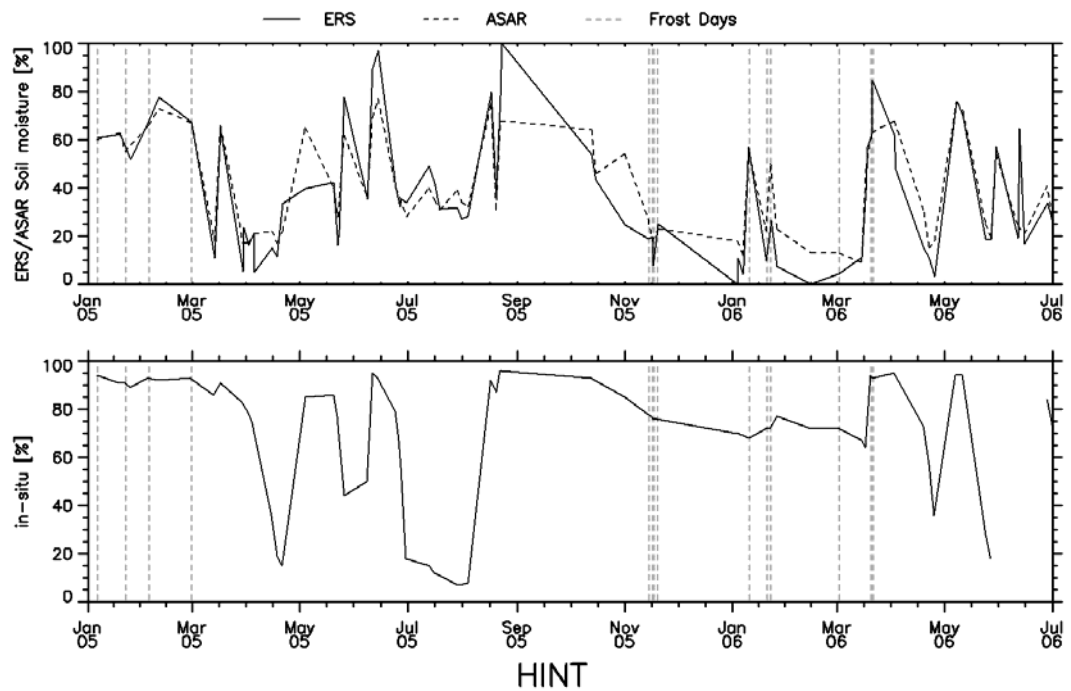 ERS ASAR Frost Days
ERS/ASAR Soil moisture [%]
100
80
60
40
20
0
Jan 05 Mar 05 May 05 Jul 05 Sep 05 Nov 05 Jan 06 Mar 06 May 06 Jul 06
in-situ [%]
100
80
60
40
20
0
Jan 05 Mar 05 May 05 Jul 05 Sep 05 Nov 05 Jan 06 Mar 06 May 06 Jul 06
HINT